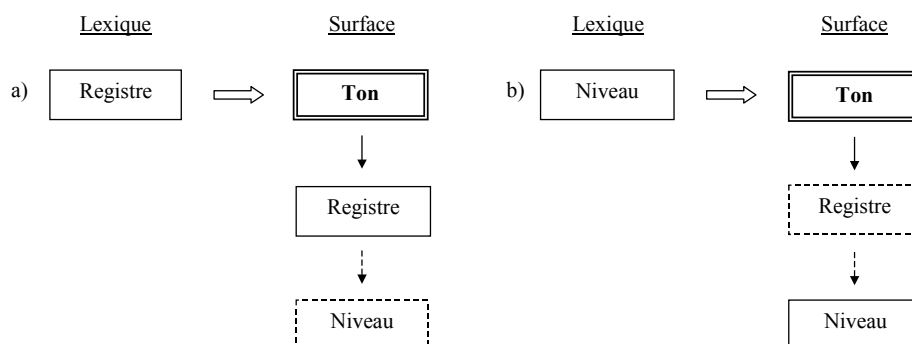 Lexique Surface Lexique Surface
a) Registre Ton b) Niveau Ton
Registre Registre
Niveau Niveau